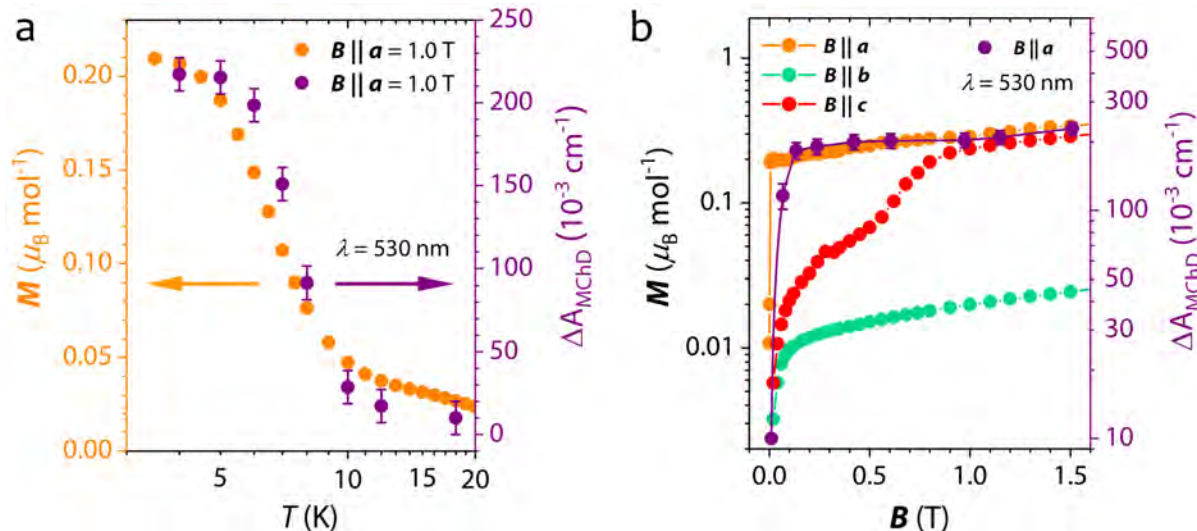 a
B || a = 1.0 T
B || a = 1.0 T
λ = 530 nm
M (μB mol⁻¹)
0.20
0.15
0.10
0.05
0.00
5
10
15
20
T (K)
250
200
150
100
50
0
ΔAMChD (10⁻³ cm⁻¹)
b
B || a
B || b
B || c
B || a
λ = 530 nm
M (μB mol⁻¹)
1
0.1
0.01
0.0
0.5
1.0
1.5
B (T)
500
300
200
100
50
30
10
ΔAMChD (10⁻³ cm⁻¹)